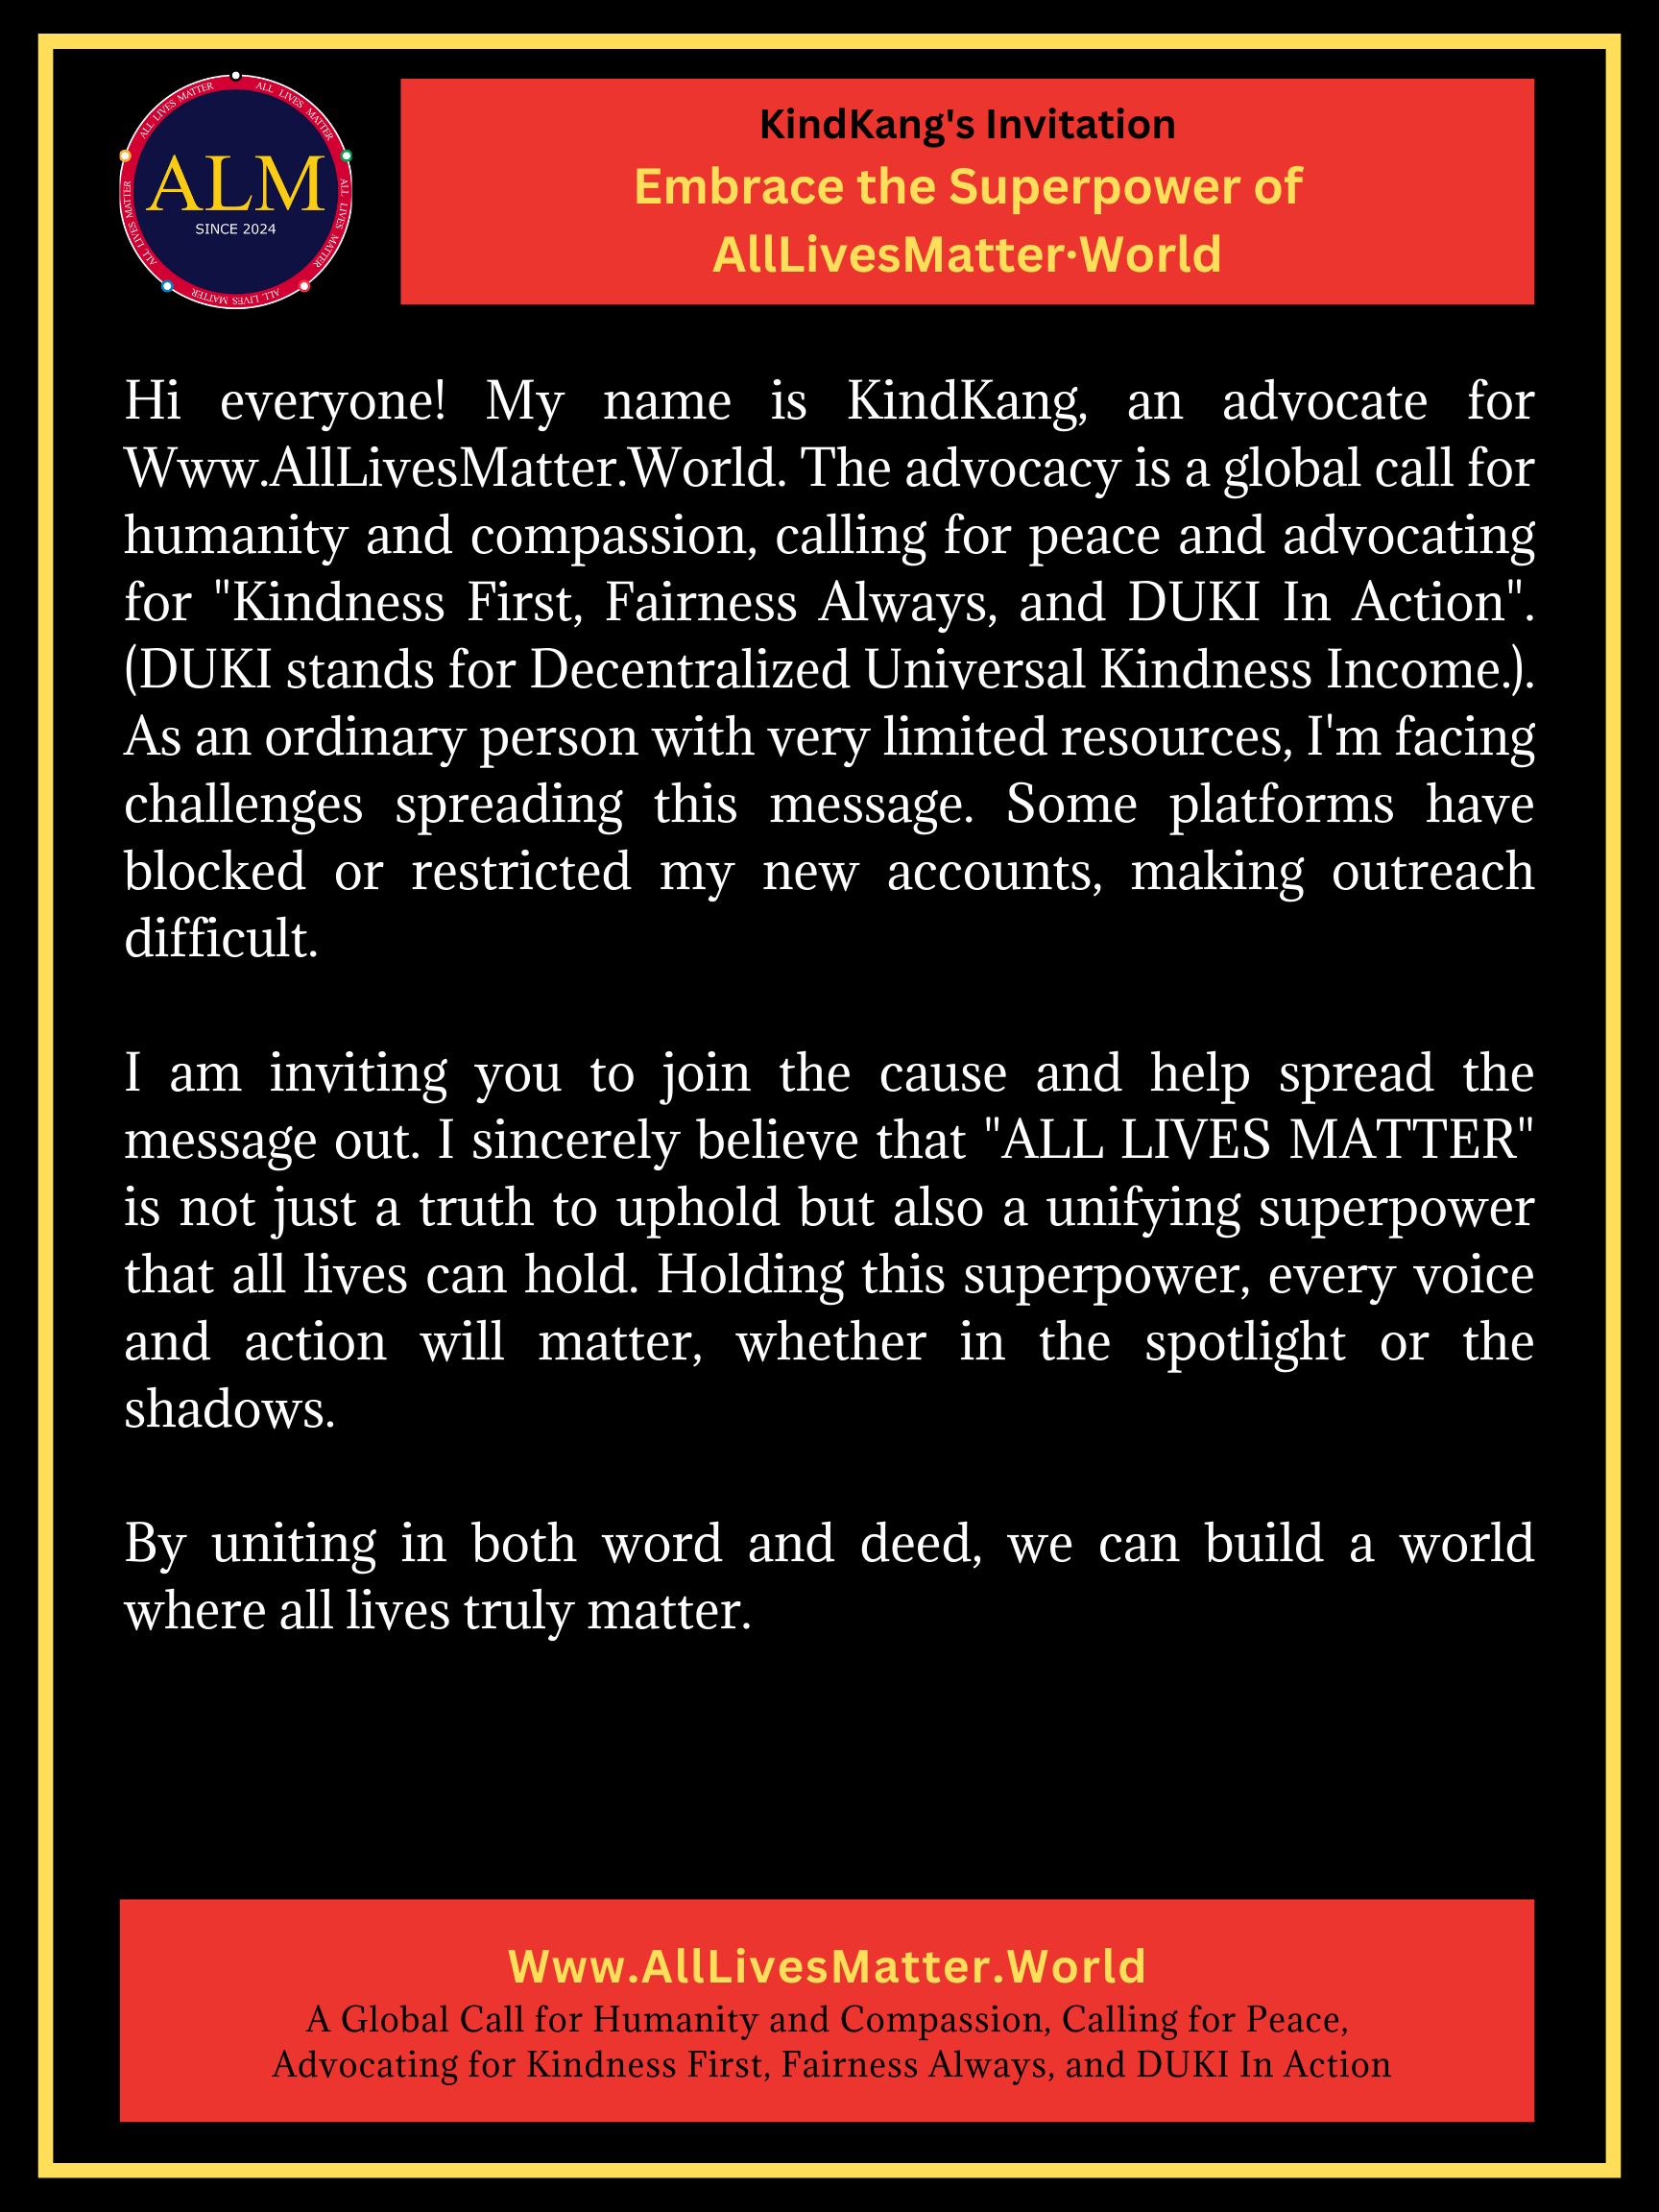 ALL LIVES MATTER
ALL LIVES MATTER
ALL LIVES MATTER
ALL LIVES MATTER
ALL LIVES MATTER
ALM
SINCE 2024
KindKang's Invitation
Embrace the Superpower of
AllLivesMatter·World
Hi everyone! My name is KindKang, an advocate for
Www.AllLivesMatter.World. The advocacy is a global call for
humanity and compassion, calling for peace and advocating
for "Kindness First, Fairness Always, and DUKI In Action".
(DUKI stands for Decentralized Universal Kindness Income.).
As an ordinary person with very limited resources, I'm facing
challenges spreading this message. Some platforms have
blocked or restricted my new accounts, making outreach
difficult.
I am inviting you to join the cause and help spread the
message out. I sincerely believe that "ALL LIVES MATTER"
is not just a truth to uphold but also a unifying superpower
that all lives can hold. Holding this superpower, every voice
and action will matter, whether in the spotlight or the
shadows.
By uniting in both word and deed, we can build a world
where all lives truly matter.
Www.AllLivesMatter.World
A Global Call for Humanity and Compassion, Calling for Peace,
Advocating for Kindness First, Fairness Always, and DUKI In Action